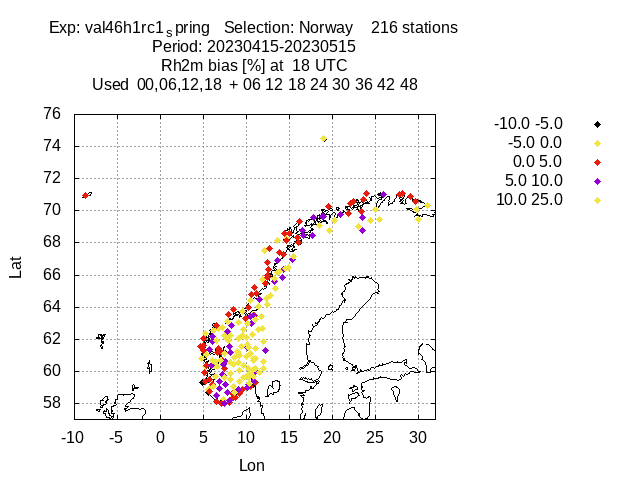 Exp: val46h1rc1spring Selection: Norway 216 stations
Period: 20230415-20230515
Rh2m bias [%] at 18 UTC
Used 00,06,12,18 + 06 12 18 24 30 36 42 48
-10.0 -5.0
-5.0 0.0
0.0 5.0
5.0 10.0
10.0 25.0
76
74
72
70
68
66
64
62
60
58
Lat
-10 -5 0 5 10 15 20 25 30
Lon